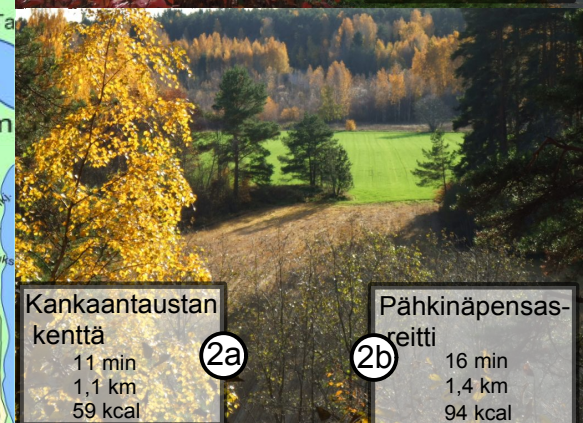 Kankaantaustan
kenttä
11 min
1,1 km
59 kcal
2a
Pähkinäpensas-
reitti
16 min
1,4 km
94 kcal
2b